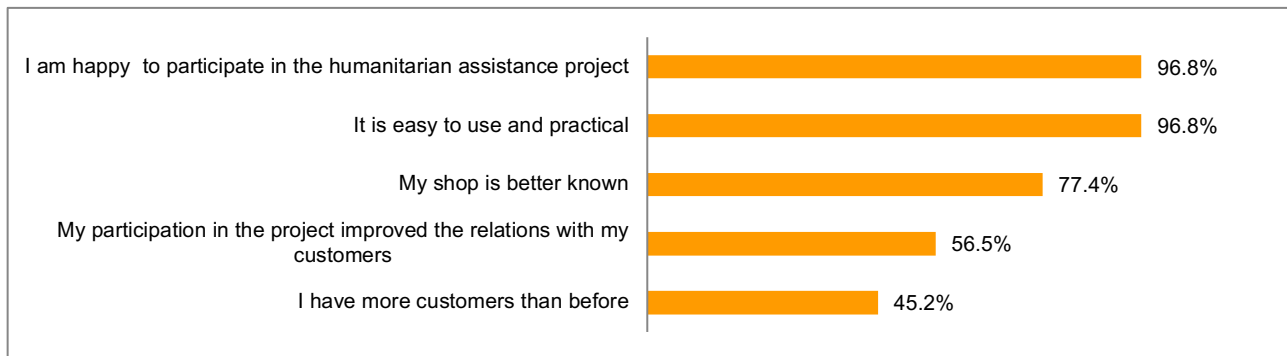 I am happy  to participate in the humanitarian assistance project
96.8%
It is easy to use and practical
96.8%
My shop is better known
77.4%
My participation in the project improved the relations with my
customers
56.5%
I have more customers than before
45.2%